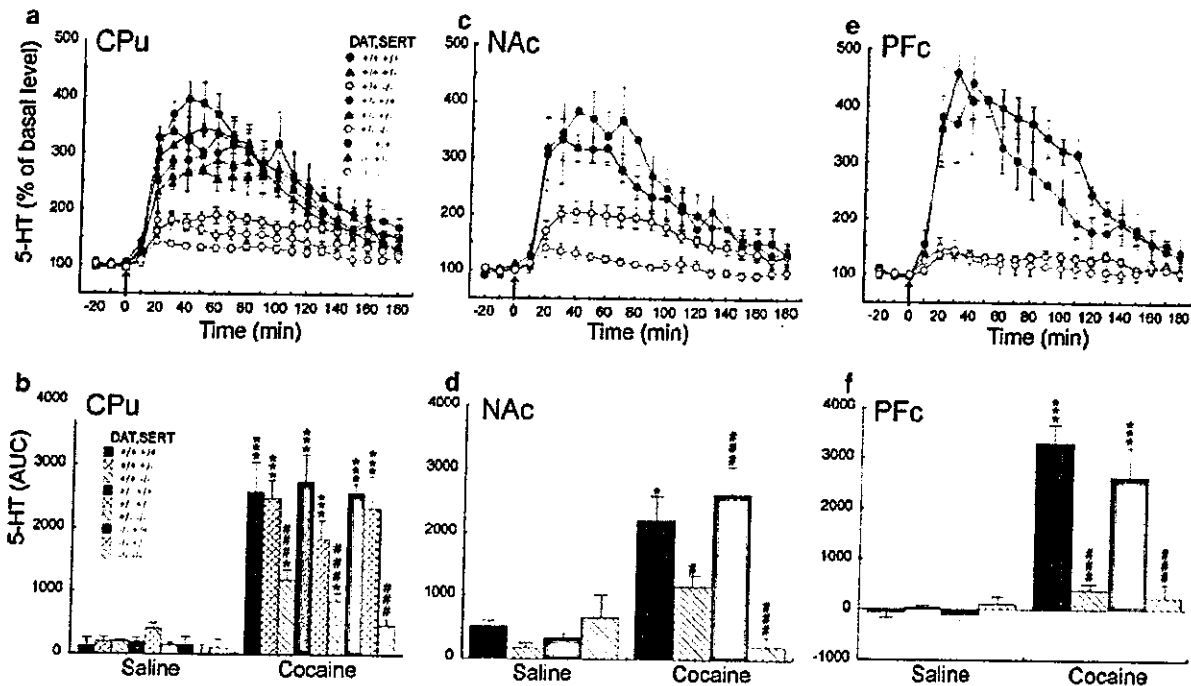 a
CPu
5-HT (% of basal level)
500
400
300
200
100
-20 0 20 40 60 80 100 120 140 160 180
Time (min)
DAT,SERT
+/+ +/+
+/+ +/-
+/+ -/-
c
NAc
500
400
300
200
100
-20 0 20 40 60 80 100 120 140 160 180
Time (min)
e
PFc
500
400
300
200
100
-20 0 20 40 60 80 100 120 140 160 180
Time (min)
b
CPu
5-HT (AUC)
4000
3000
2000
1000
0
DAT,SERT
Saline Cocaine
d
NAc
4000
3000
2000
1000
0
Saline Cocaine
f
PFc
4000
3000
2000
1000
0
-1000
Saline Cocaine